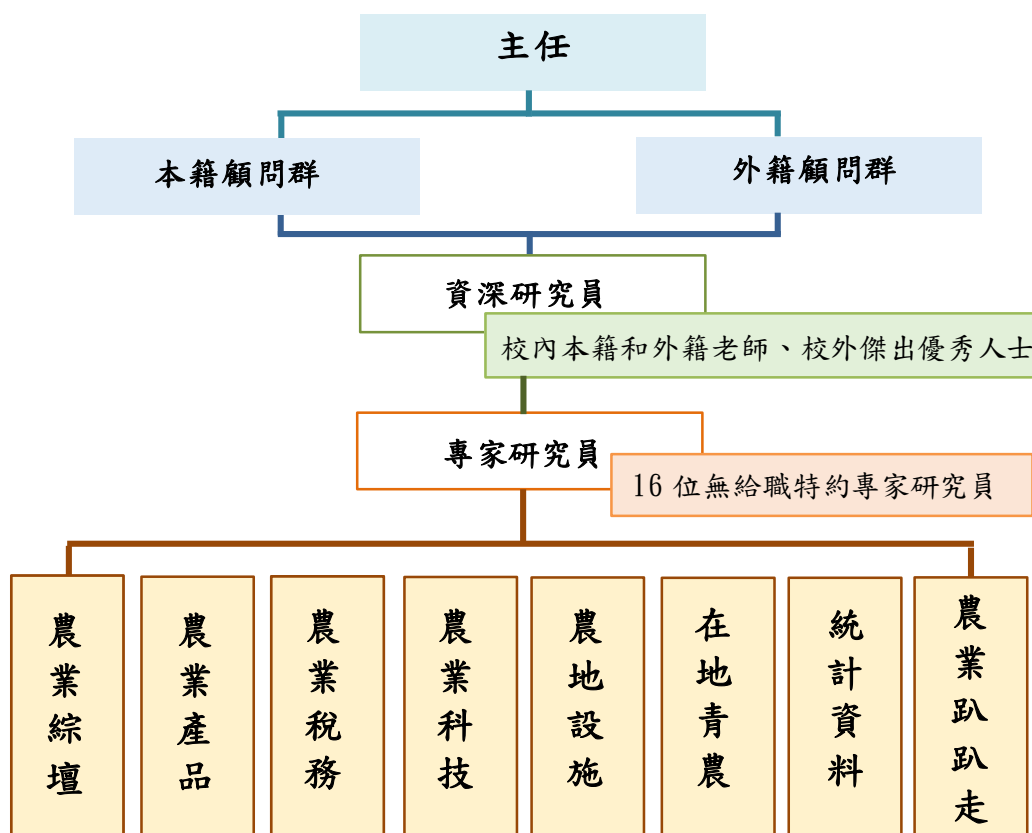 主任
本籍顧問群
外籍顧問群
資深研究員
校內本籍和外籍老師、校外傑出優秀人士
專家研究員
16 位無給職特約專家研究員
農業綜壇
農業產品
農業稅務
農業科技
農地設施
在地青農
統計資料
農業趴趴走